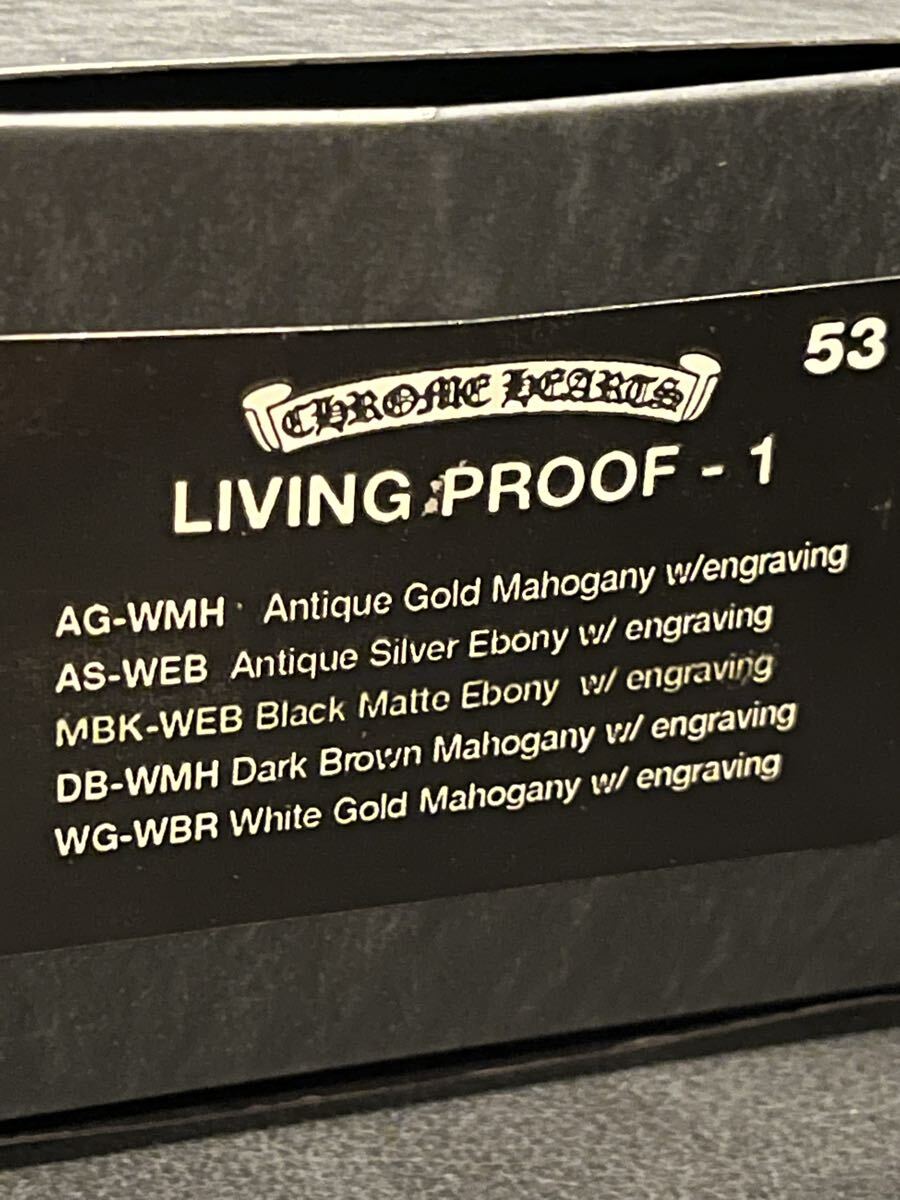 53
CHROME HEARTS
LIVING PROOF - 1
AG-WMH Antique Gold Mahogany w/engraving
AS-WEB Antique Silver Ebony w/ engraving
MBK-WEB Black Matte Ebony w/ engraving
DB-WMH Dark Brown Mahogany w/ engraving
WG-WBR White Gold Mahogany w/ engraving